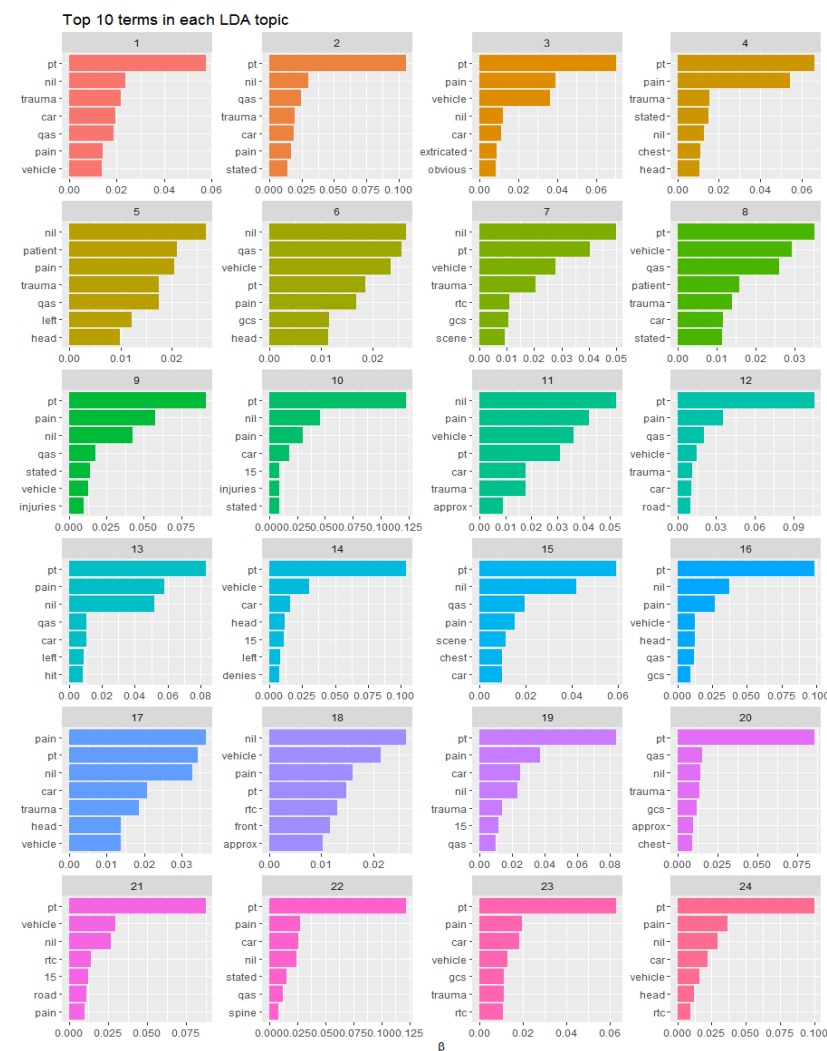 Top 10 terms in each LDA topic
1
pt
nil
trauma
car
qas
pain
vehicle
0.00 0.02 0.04 0.06
2
pt
nil
qas
trauma
car
pain
stated
0.000 0.025 0.050 0.075 0.100
3
pt
pain
vehicle
nil
car
extricated
obvious
0.00 0.02 0.04 0.06
4
pt
pain
trauma
stated
nil
chest
head
0.00 0.02 0.04 0.06
5
nil
patient
pain
trauma
qas
left
head
0.00 0.01 0.02
6
nil
qas
vehicle
pt
pain
gcs
head
0.00 0.01 0.02
7
nil
pt
vehicle
trauma
rtc
gcs
scene
0.00 0.01 0.02 0.03 0.04 0.05
8
pt
vehicle
qas
patient
trauma
car
stated
0.00 0.01 0.02 0.03
9
pt
pain
nil
qas
stated
vehicle
injuries
0.000 0.025 0.050 0.075
10
pt
nil
pain
car
15
injuries
stated
0.000 0.025 0.050 0.075 0.100 0.125
11
nil
pain
vehicle
pt
car
trauma
approx
0.00 0.01 0.02 0.03 0.04 0.05
12
pt
pain
qas
vehicle
trauma
car
road
0.00 0.03 0.06 0.09
13
pt
pain
nil
qas
car
left
hit
0.00 0.02 0.04 0.06 0.08
14
pt
vehicle
car
head
15
left
denies
0.000 0.025 0.050 0.075 0.100
15
pt
nil
qas
pain
scene
chest
car
0.00 0.02 0.04 0.06
16
pt
nil
pain
vehicle
head
qas
gcs
0.000 0.025 0.050 0.075 0.100
17
pain
pt
nil
car
trauma
head
vehicle
0.00 0.01 0.02 0.03
18
nil
vehicle
pain
pt
rtc
front
approx
0.00 0.01 0.02
19
pt
pain
car
nil
trauma
15
qas
0.00 0.02 0.04 0.06 0.08
20
pt
qas
nil
trauma
gcs
approx
chest
0.000 0.025 0.050 0.075
21
pt
vehicle
nil
rtc
15
road
pain
0.000 0.025 0.050 0.075
22
pt
pain
car
nil
stated
qas
spine
0.000 0.025 0.050 0.075 0.100 0.125
23
pt
pain
car
vehicle
gcs
trauma
rtc
0.00 0.02 0.04 0.06
24
pt
pain
nil
car
vehicle
head
rtc
0.000 0.025 0.050 0.075 0.100
β